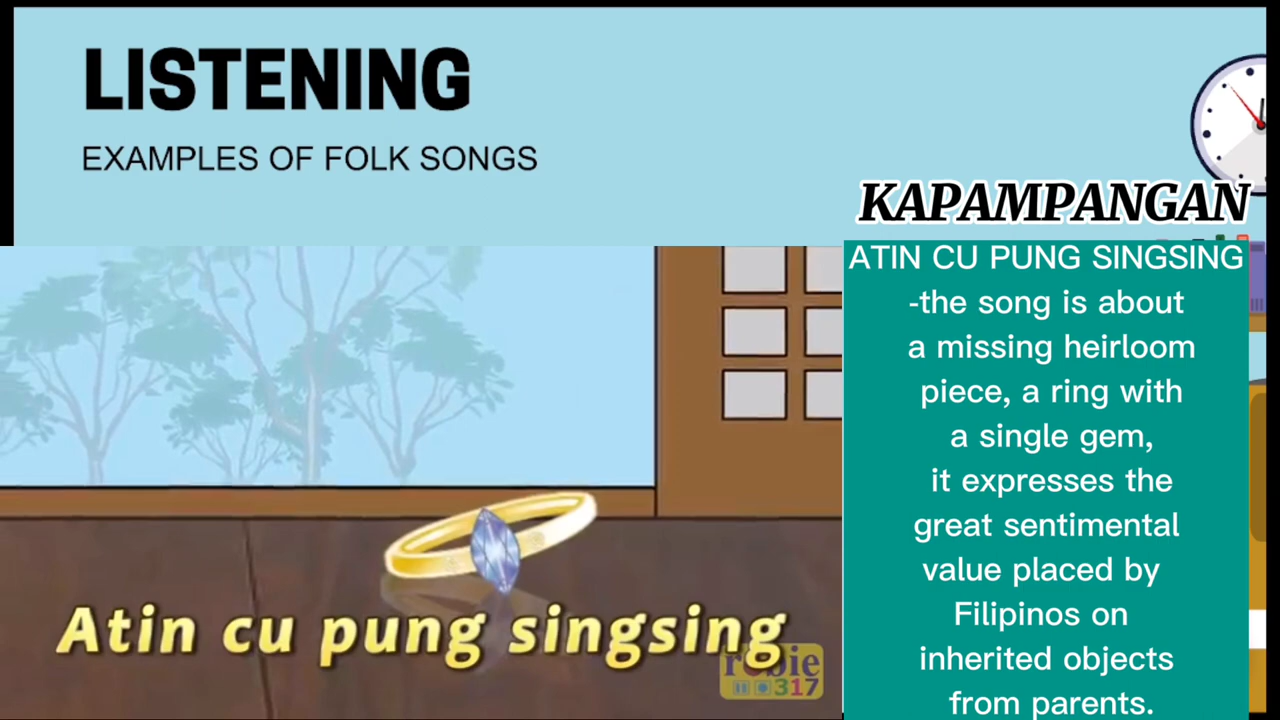 LISTENING
EXAMPLES OF FOLK SONGS
KAPAMPANGAN
ATIN CU PUNG SINGSING
-the song is about
a missing heirloom
piece, a ring with
a single gem,
it expresses the
great sentimental
value placed by
Filipinos on
inherited objects
from parents.
Atin cu pung singsing
robie
317